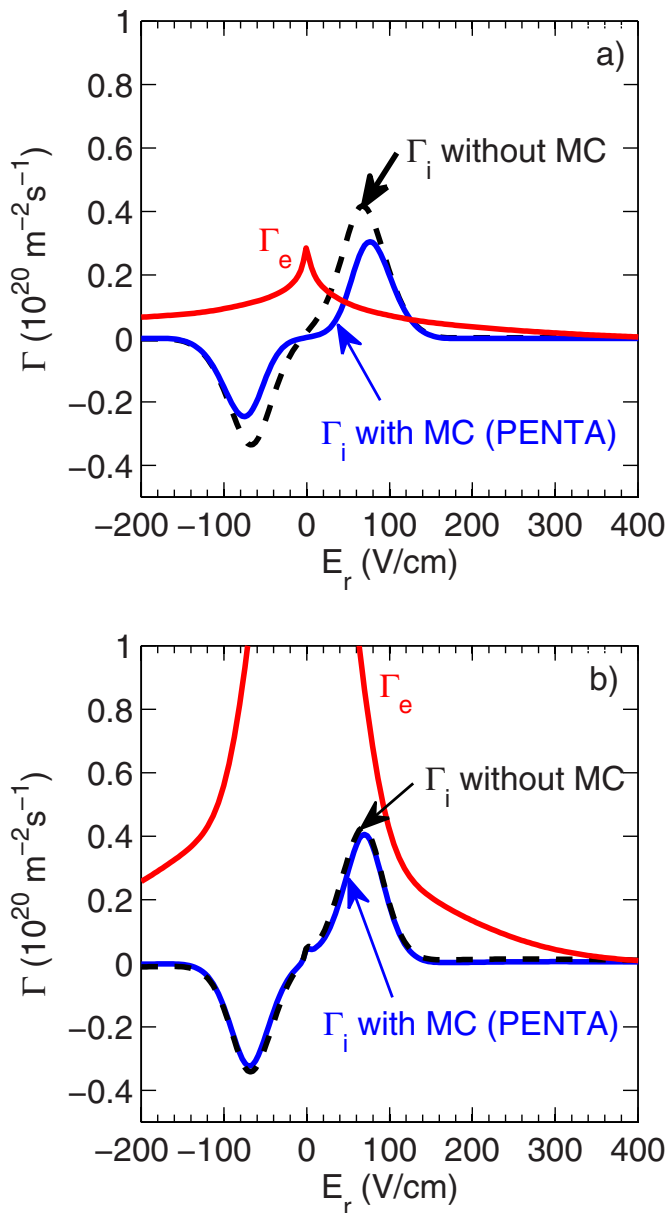 a)
1
0.8
0.6
0.4
0.2
0
−0.2
−0.4
Γ (10²⁰ m⁻²s⁻¹)
Γᵢ without MC
Γₑ
Γᵢ with MC (PENTA)
−200 −100 0 100 200 300 400
Eᵣ (V/cm)
b)
1
0.8
0.6
0.4
0.2
0
−0.2
−0.4
Γ (10²⁰ m⁻²s⁻¹)
Γₑ
Γᵢ without MC
Γᵢ with MC (PENTA)
−200 −100 0 100 200 300 400
Eᵣ (V/cm)